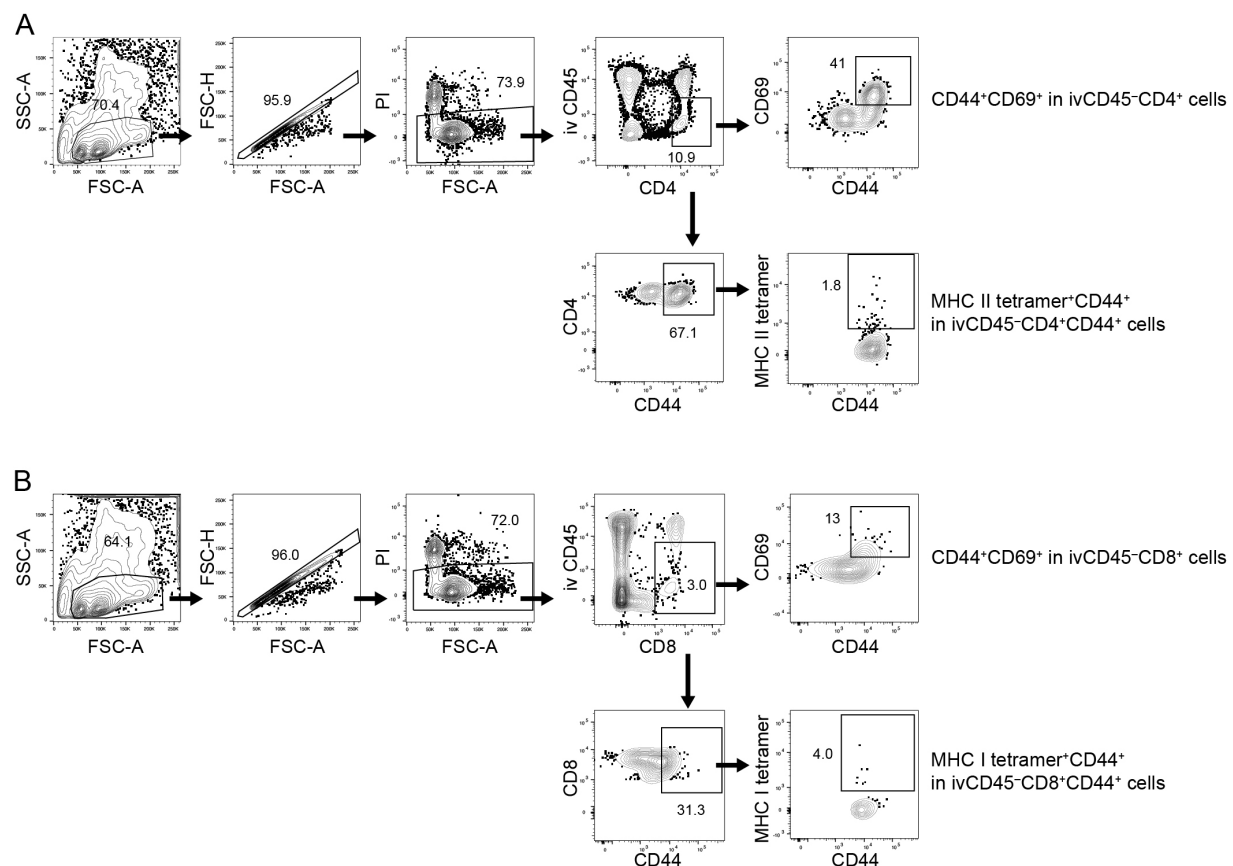 A
SSC-A
70.4
FSC-A
FSC-H
95.9
FSC-A
PI
73.9
FSC-A
iv CD45
10.9
CD4
CD69
41
CD44
CD44⁺CD69⁺ in ivCD45⁻CD4⁺ cells
CD4
67.1
CD44
MHC II tetramer
1.8
CD44
MHC II tetramer⁺CD44⁺
in ivCD45⁻CD4⁺CD44⁺ cells
B
SSC-A
64.1
FSC-A
FSC-H
96.0
FSC-A
PI
72.0
FSC-A
iv CD45
3.0
CD8
CD69
13
CD44
CD44⁺CD69⁺ in ivCD45⁻CD8⁺ cells
CD8
31.3
CD44
MHC I tetramer
4.0
CD44
MHC I tetramer⁺CD44⁺
in ivCD45⁻CD8⁺CD44⁺ cells